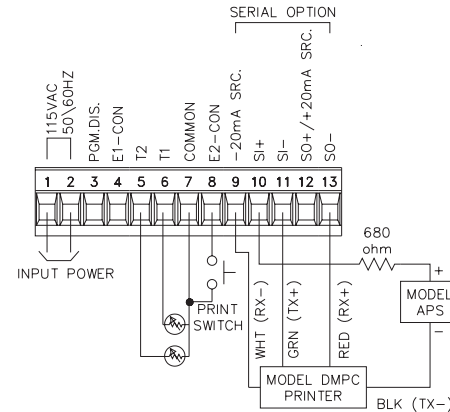 SERIAL OPTION
115VAC
50\60HZ
PGM.DIS.
E1-CON
T2
T1
COMMON
E2-CON
-20mA SRC.
SI+
SI-
SO+/+20mA SRC.
SO-
1 2 3 4 5 6 7 8 9 10 11 12 13
INPUT POWER
680
ohm
+
MODEL
APS
-
PRINT
SWITCH
WHT (RX-)
GRN (TX+)
RED (RX+)
MODEL DMPC
PRINTER
BLK (TX-)